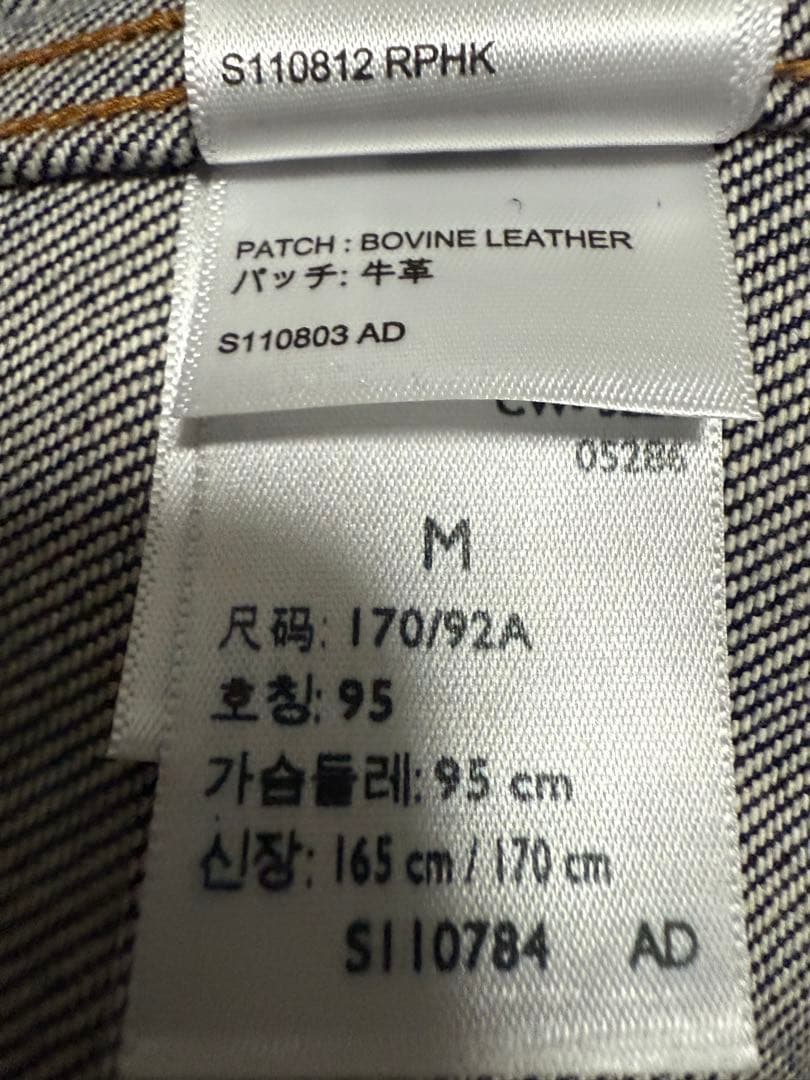 S110812 RPHK
PATCH : BOVINE LEATHER
パッチ: 牛革
S110803 AD
05286
M
尺码: 170/92A
호칭: 95
가슴둘레: 95 cm
신장: 165 cm / 170 cm
S110784 AD